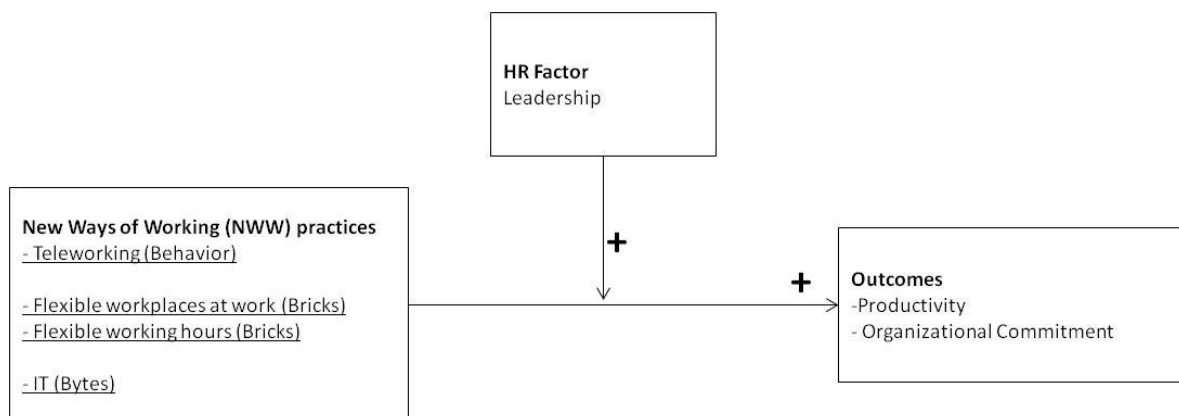 HR Factor
Leadership
+
New Ways of Working (NWW) practices
- Teleworking (Behavior)
- Flexible workplaces at work (Bricks)
- Flexible working hours (Bricks)
- IT (Bytes)
+
Outcomes
-Productivity
- Organizational Commitment